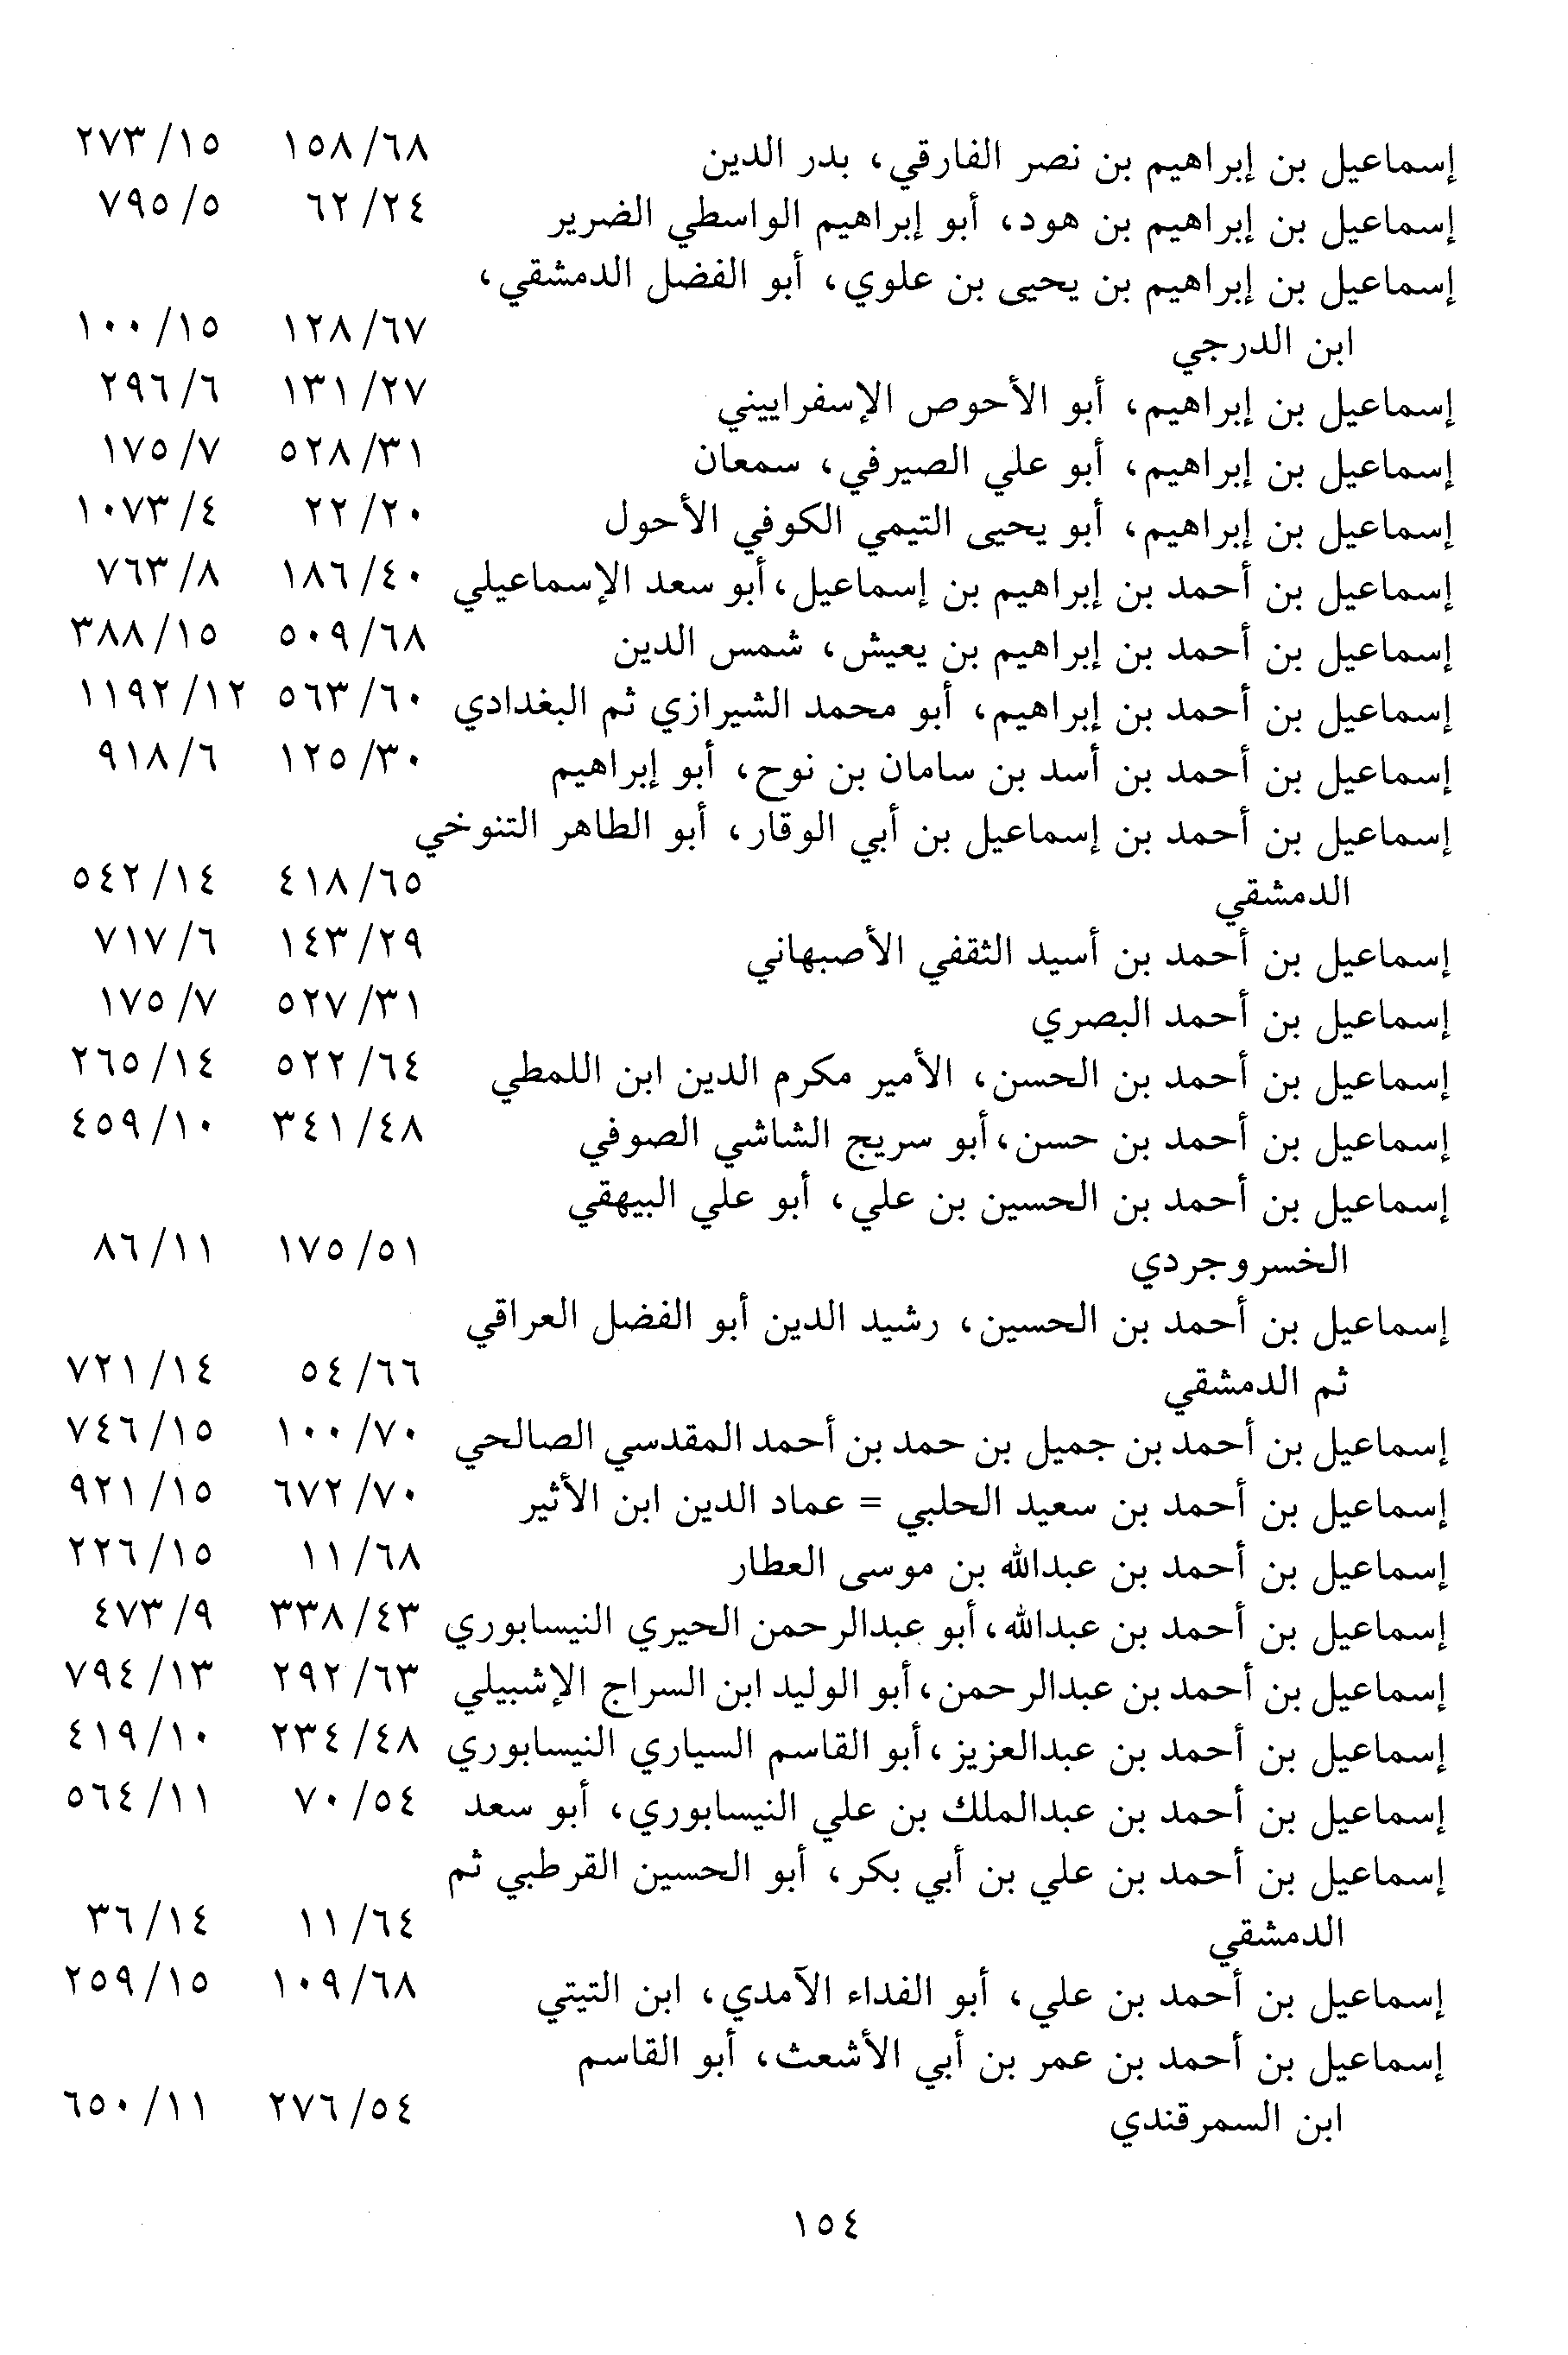 إسماعيل بن إبراهيم بن نصر الفارقي، بدر الدين ٦٨/ ١٥٨ ١٥/ ٢٧٣
إسماعيل بن إبراهيم بن هود، أبو إبراهيم الواسطي الضرير ٢٤/ ٦٢ ٥/ ٧٩٥
إسماعيل بن إبراهيم بن يحيى بن علوي، أبو الفضل الدمشقي،
ابن الدرجي ٦٧/ ١٢٨ ١٥/ ١٠٠
إسماعيل بن إبراهيم، أبو الأحوص الإسفراييني ٢٧/ ١٣١ ٦/ ٢٩٦
إسماعيل بن إبراهيم، أبو علي الصيرفي، سمعان ٣١/ ٥٢٨ ٧/ ١٧٥
إسماعيل بن إبراهيم، أبو يحيى التيمي الكوفي الأحول ٢٠/ ٢٢ ٤/ ١٠٧٣
إسماعيل بن أحمد بن إبراهيم بن إسماعيل، أبو سعد الإسماعيلي ٤٠/ ١٨٦ ٨/ ٧٦٣
إسماعيل بن أحمد بن إبراهيم بن يعيش، شمس الدين ٦٨/ ٥٠٩ ١٥/ ٣٨٨
إسماعيل بن أحمد بن إبراهيم، أبو محمد الشيرازي ثم البغدادي ٦٠/ ٥٦٣ ١٢/ ١١٩٢
إسماعيل بن أحمد بن أسد بن سامان بن نوح، أبو إبراهيم ٣٠/ ١٢٥ ٦/ ٩١٨
إسماعيل بن أحمد بن إسماعيل بن أبي الوقار، أبو الطاهر التنوخي
الدمشقي ٦٥/ ٤١٨ ١٤/ ٥٤٢
إسماعيل بن أحمد بن أسيد الثقفي الأصبهاني ٢٩/ ١٤٣ ٦/ ٧١٧
إسماعيل بن أحمد البصري ٣١/ ٥٢٧ ٧/ ١٧٥
إسماعيل بن أحمد بن الحسن، الأمير مكرم الدين ابن اللمطي ٦٤/ ٥٢٢ ١٤/ ٢٦٥
إسماعيل بن أحمد بن حسن، أبو سريج الشاشي الصوفي ٤٨/ ٣٤١ ١٠/ ٤٥٩
إسماعيل بن أحمد بن الحسين بن علي، أبو علي البيهقي
الخسروجردي ٥١/ ١٧٥ ١١/ ٨٦
إسماعيل بن أحمد بن الحسين، رشيد الدين أبو الفضل العراقي
ثم الدمشقي ٦٦/ ٥٤ ١٤/ ٧٢١
إسماعيل بن أحمد بن جميل بن حمد بن أحمد المقدسي الصالحي ٧٠/ ١٠٠ ١٥/ ٧٤٦
إسماعيل بن أحمد بن سعيد الحلبي = عماد الدين ابن الأثير ٧٠/ ٦٧٢ ١٥/ ٩٢١
إسماعيل بن أحمد بن عبدالله بن موسى العطار ٦٨/ ١١ ١٥/ ٢٢٦
إسماعيل بن أحمد بن عبدالله، أبو عبدالرحمن الحيري النيسابوري ٤٣/ ٣٣٨ ٩/ ٤٧٣
إسماعيل بن أحمد بن عبدالرحمن، أبو الوليد ابن السراج الإشبيلي ٦٣/ ٢٩٢ ١٣/ ٧٩٤
إسماعيل بن أحمد بن عبدالعزيز، أبو القاسم السياري النيسابوري ٤٨/ ٢٣٤ ١٠/ ٤١٩
إسماعيل بن أحمد بن عبدالملك بن علي النيسابوري، أبو سعد ٥٤/ ٧٠ ١١/ ٥٦٤
إسماعيل بن أحمد بن علي بن أبي بكر، أبو الحسين القرطبي ثم
الدمشقي ٦٤/ ١١ ١٤/ ٣٦
إسماعيل بن أحمد بن علي، أبو الفداء الآمدي، ابن التيتي ٦٨/ ١٠٩ ١٥/ ٢٥٩
إسماعيل بن أحمد بن عمر بن أبي الأشعث، أبو القاسم
ابن السمرقندي ٥٤/ ٢٧٦ ١١/ ٦٥٠
١٥٤